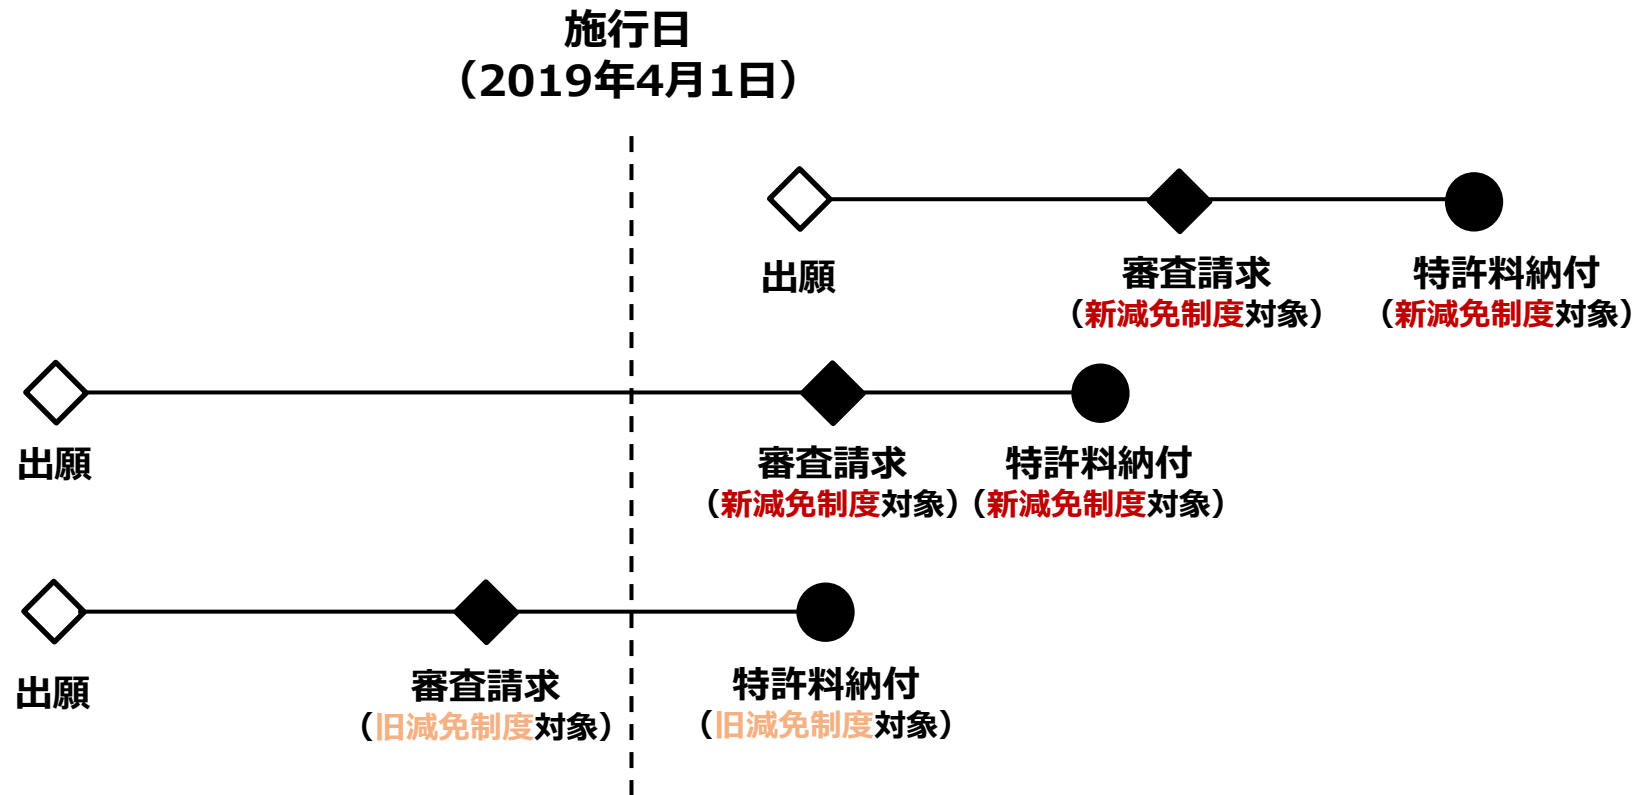 施行日
（2019年4月1日）
出願
審査請求
（新減免制度対象）
特許料納付
（新減免制度対象）
出願
審査請求
（新減免制度対象）
特許料納付
（新減免制度対象）
出願
審査請求
（旧減免制度対象）
特許料納付
（旧減免制度対象）